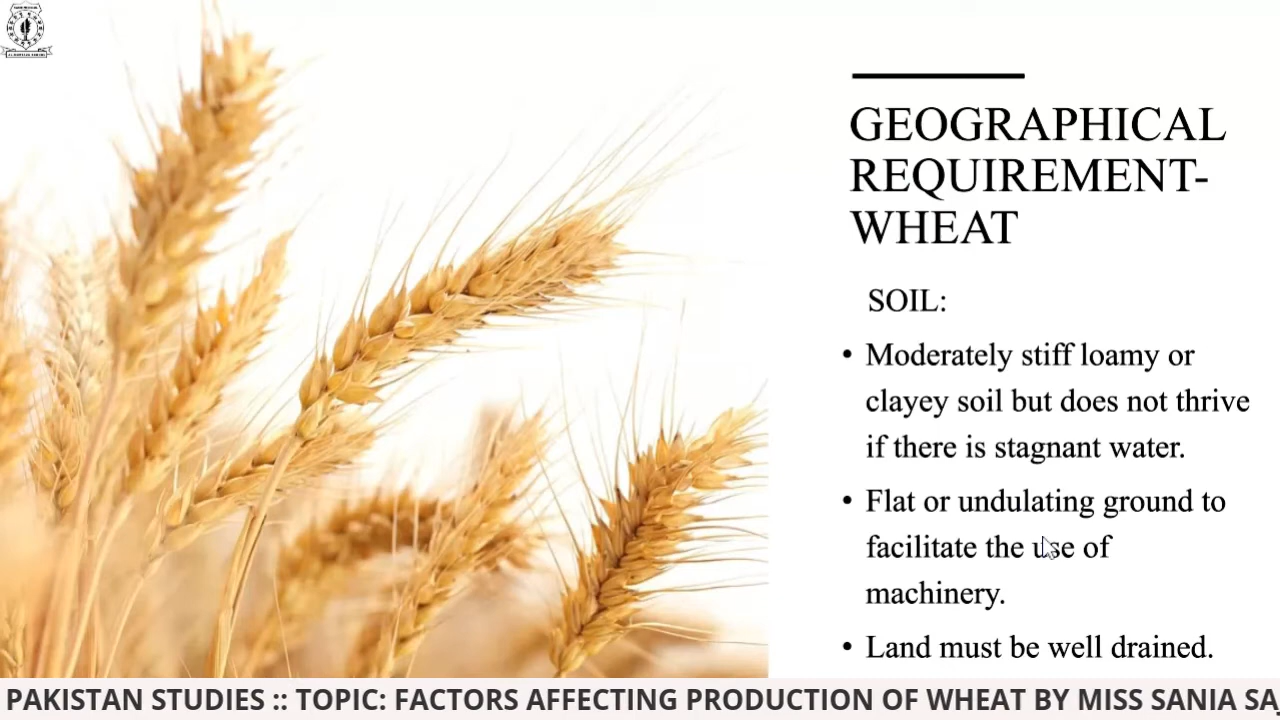 GEOGRAPHICAL
REQUIREMENT-
WHEAT
SOIL:
• Moderately stiff loamy or
clayey soil but does not thrive
if there is stagnant water.
• Flat or undulating ground to
facilitate the use of
machinery.
• Land must be well drained.
PAKISTAN STUDIES :: TOPIC: FACTORS AFFECTING PRODUCTION OF WHEAT BY MISS SANIA